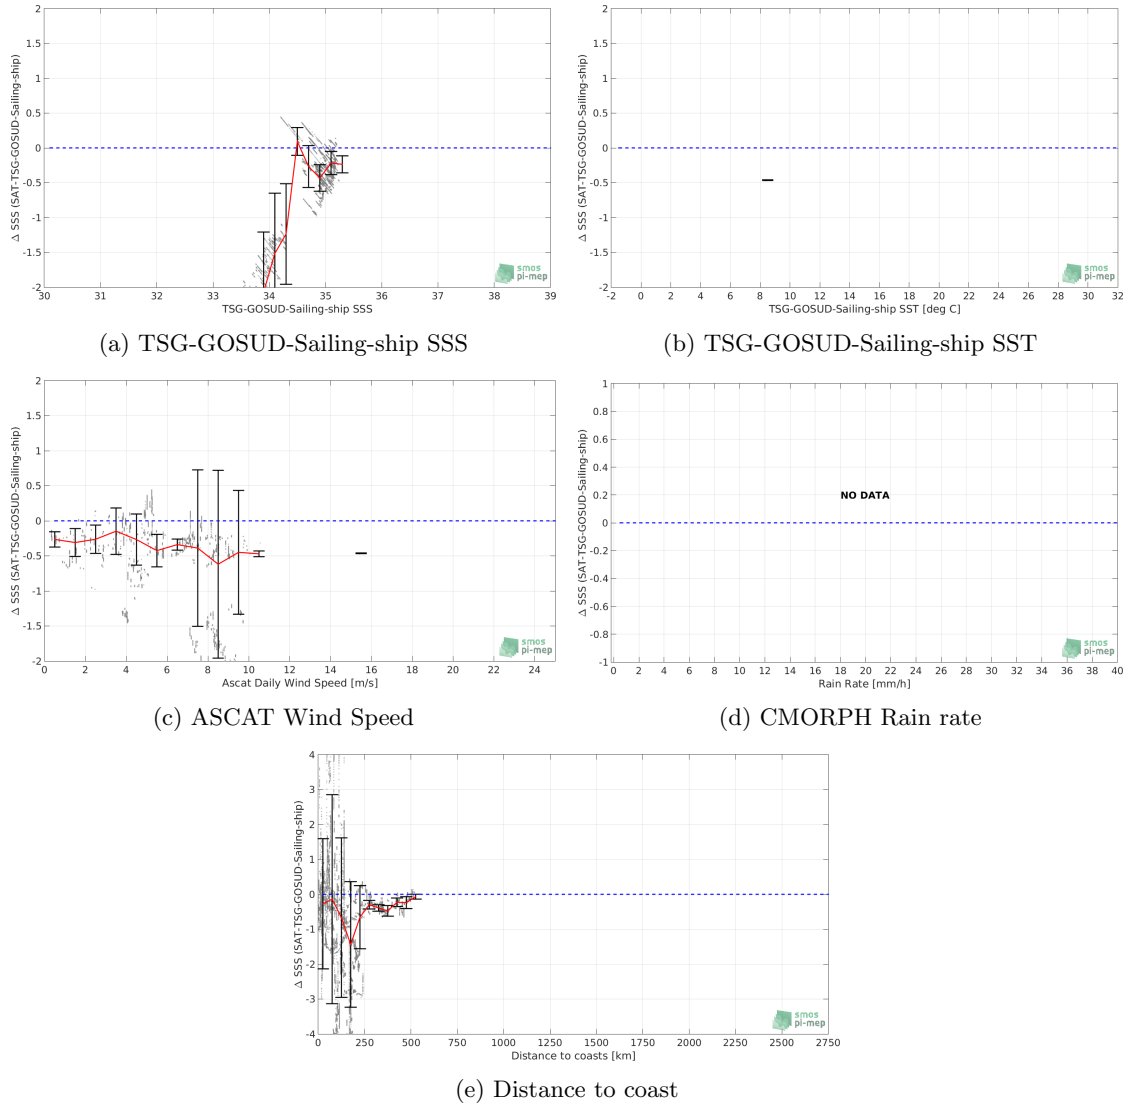 Δ SSS (SAT-TSG-GOSUD-Sailing-ship)
2
1.5
1
0.5
0
-0.5
-1
-1.5
-2
30 31 32 33 34 35 36 37 38 39
TSG-GOSUD-Sailing-ship SSS
smos
pi-mep
(a) TSG-GOSUD-Sailing-ship SSS
Δ SSS (SAT-TSG-GOSUD-Sailing-ship)
2
1.5
1
0.5
0
-0.5
-1
-1.5
-2
-2 0 2 4 6 8 10 12 14 16 18 20 22 24 26 28 30 32
TSG-GOSUD-Sailing-ship SST [deg C]
smos
pi-mep
(b) TSG-GOSUD-Sailing-ship SST
Δ SSS (SAT-TSG-GOSUD-Sailing-ship)
2
1.5
1
0.5
0
-0.5
-1
-1.5
-2
0 2 4 6 8 10 12 14 16 18 20 22 24
Ascat Daily Wind Speed [m/s]
smos
pi-mep
(c) ASCAT Wind Speed
Δ SSS (SAT-TSG-GOSUD-Sailing-ship)
1
0.8
0.6
0.4
0.2
0
-0.2
-0.4
-0.6
-0.8
-1
NO DATA
0 2 4 6 8 10 12 14 16 18 20 22 24 26 28 30 32 34 36 38 40
Rain Rate [mm/h]
smos
pi-mep
(d) CMORPH Rain rate
Δ SSS (SAT-TSG-GOSUD-Sailing-ship)
4
3
2
1
0
-1
-2
-3
-4
0 250 500 750 1000 1250 1500 1750 2000 2250 2500 2750
Distance to coasts [km]
smos
pi-mep
(e) Distance to coast